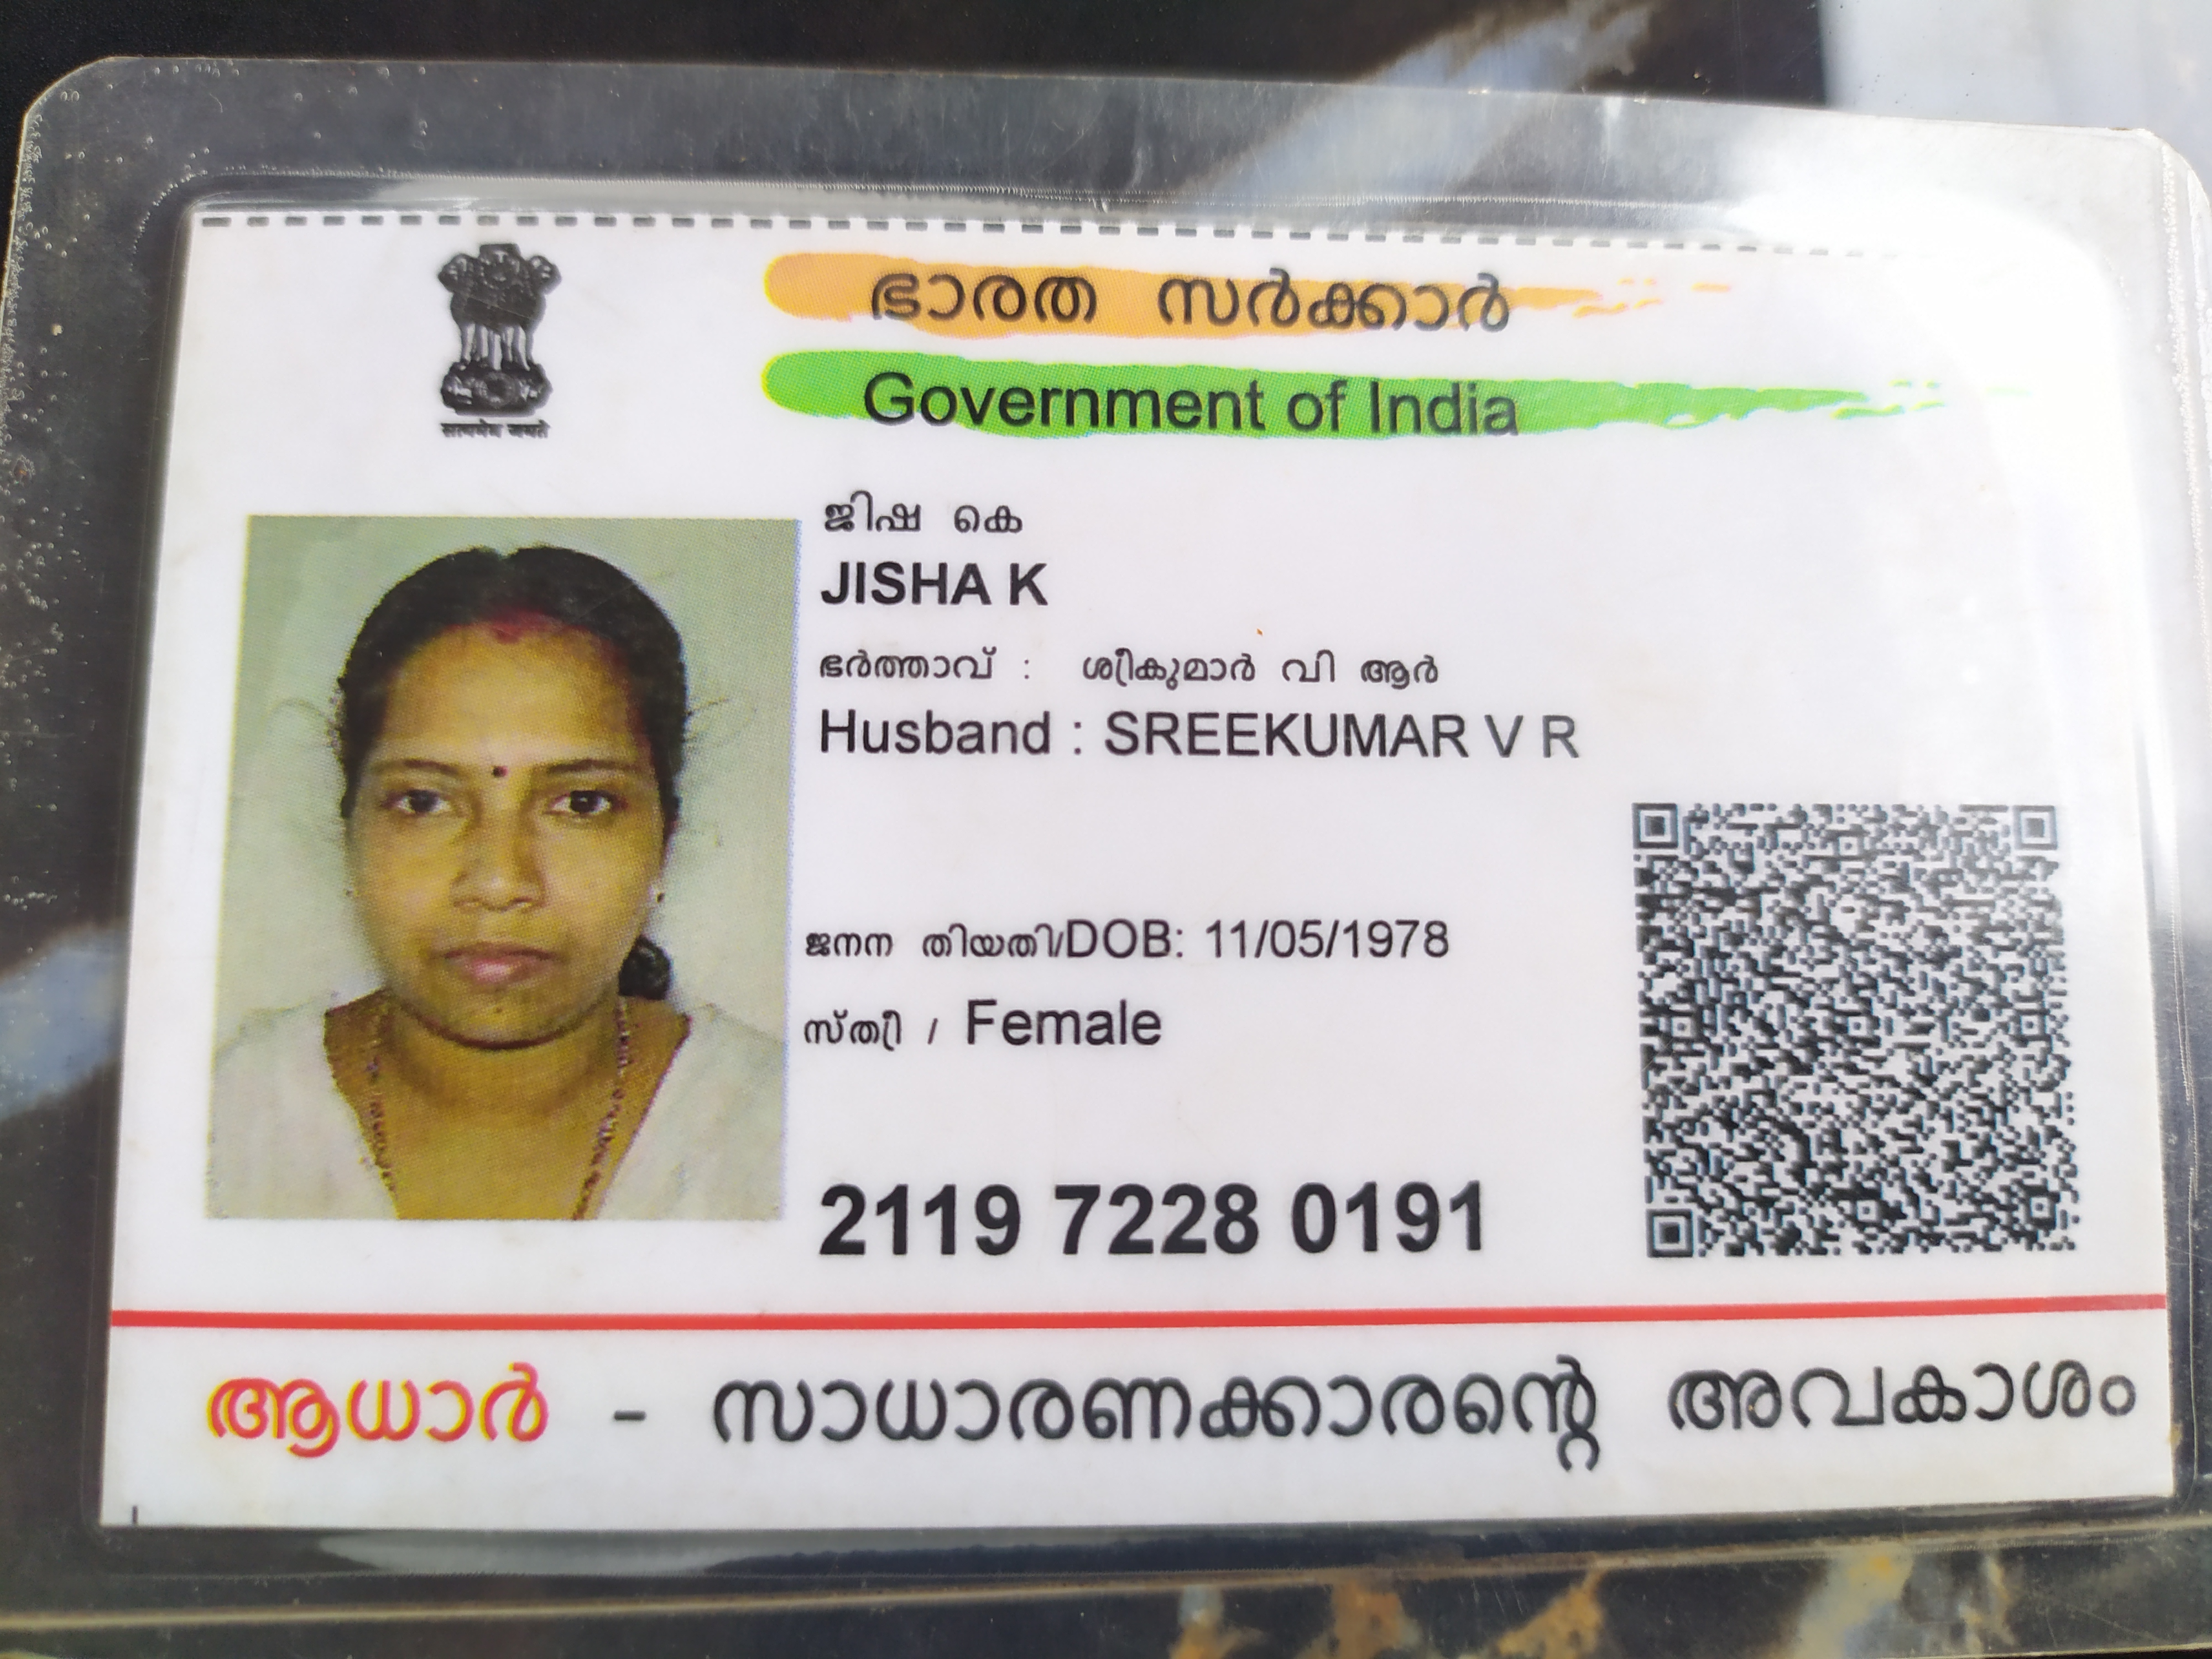 सत्यमेव जयते
ഭാരത സർക്കാർ
Government of India
ജിഷ കെ
JISHA K
ഭർത്താവ് : ശ്രീകുമാർ വി ആർ
Husband : SREEKUMAR V R
ജനന തിയതി/DOB: 11/05/1978
സ്ത്രീ / Female
2119 7228 0191
ആധാർ - സാധാരണക്കാരന്റെ അവകാശം